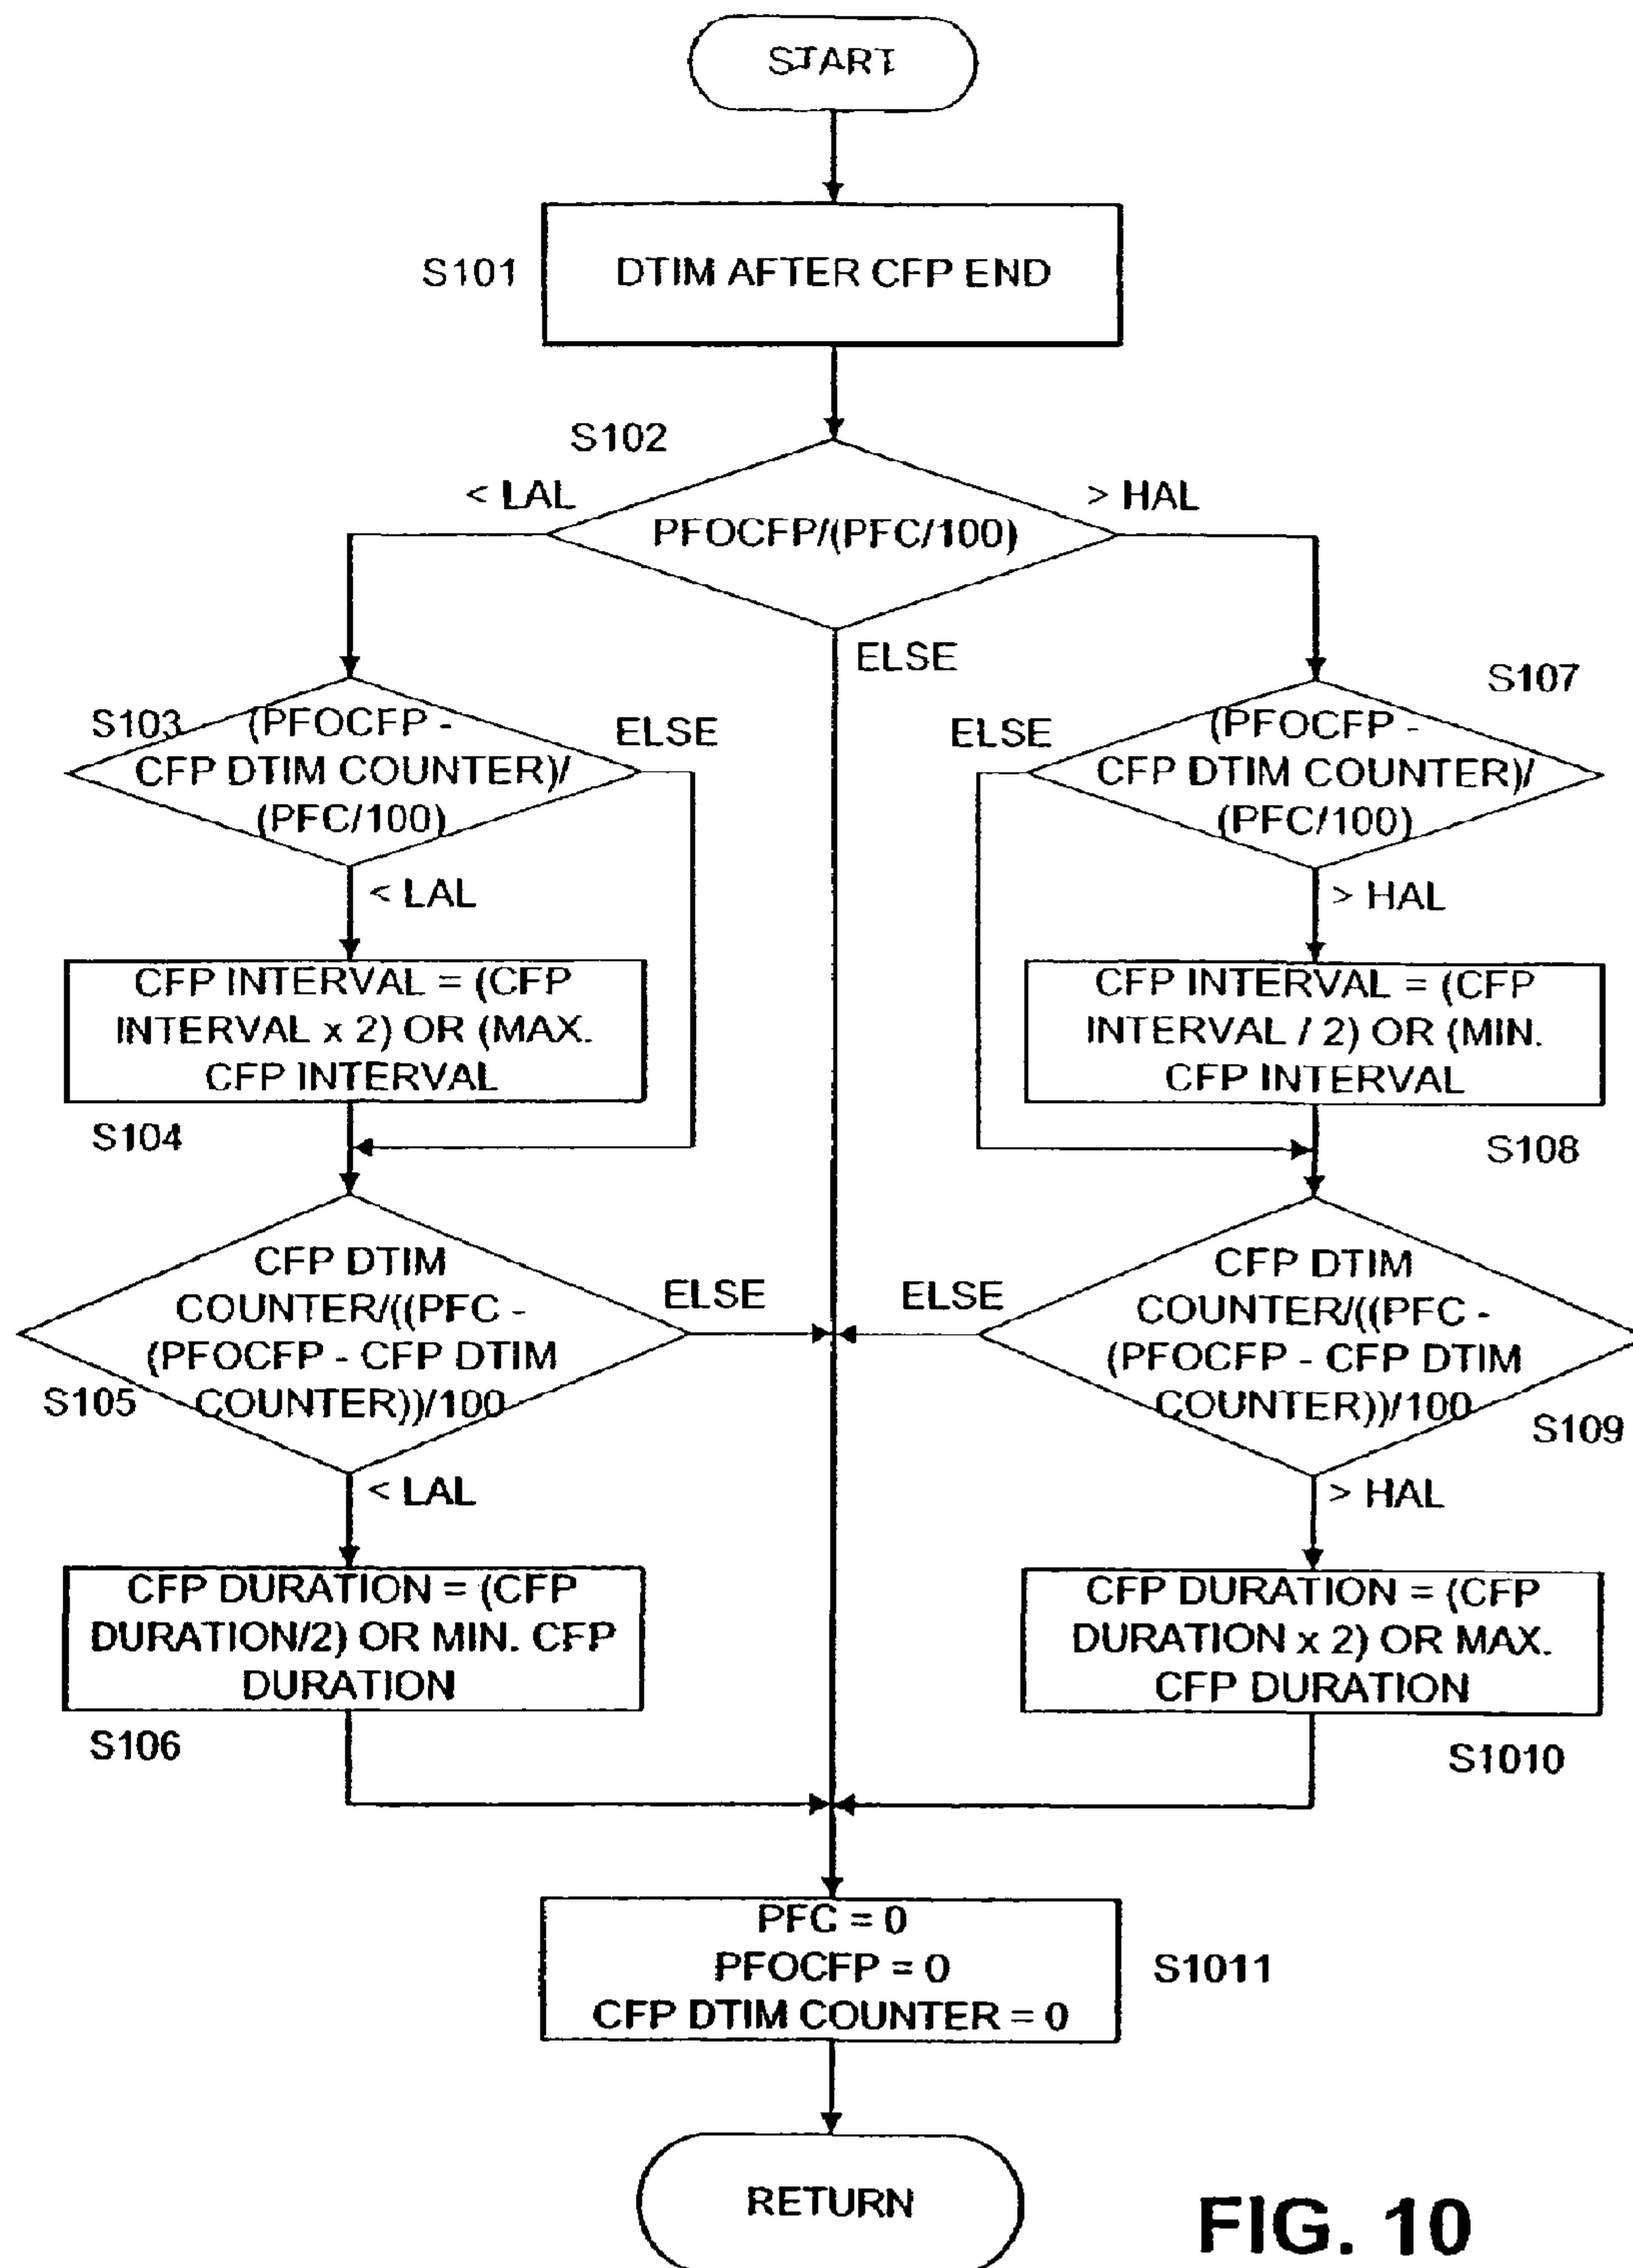 START
S101
DTIM AFTER CFP END
S102
< LAL
> HAL
PFOCFP/(PFC/100)
ELSE
S103
(PFOCFP -
CFP DTIM COUNTER)/
(PFC/100)
ELSE
< LAL
S107
ELSE
(PFOCFP -
CFP DTIM COUNTER)/
(PFC/100)
> HAL
CFP INTERVAL = (CFP
INTERVAL x 2) OR (MAX.
CFP INTERVAL
S104
CFP INTERVAL = (CFP
INTERVAL / 2) OR (MIN.
CFP INTERVAL
S108
CFP DTIM
COUNTER/((PFC -
(PFOCFP - CFP DTIM
COUNTER))/100
S105
ELSE
< LAL
CFP DTIM
COUNTER/((PFC -
(PFOCFP - CFP DTIM
COUNTER))/100
S109
ELSE
> HAL
CFP DURATION = (CFP
DURATION/2) OR MIN. CFP
DURATION
S106
CFP DURATION = (CFP
DURATION x 2) OR MAX.
CFP DURATION
S1010
PFC = 0
PFOCFP = 0
CFP DTIM COUNTER = 0
S1011
RETURN
FIG. 10